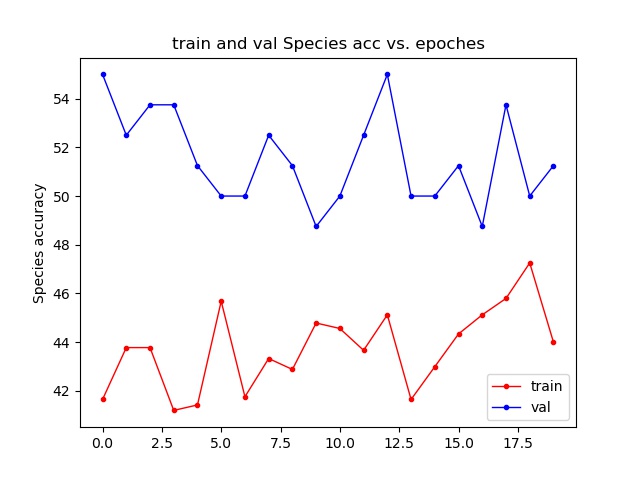 train and val Species acc vs. epoches
Species accuracy
54
52
50
48
46
44
42
0.0 2.5 5.0 7.5 10.0 12.5 15.0 17.5
train
val